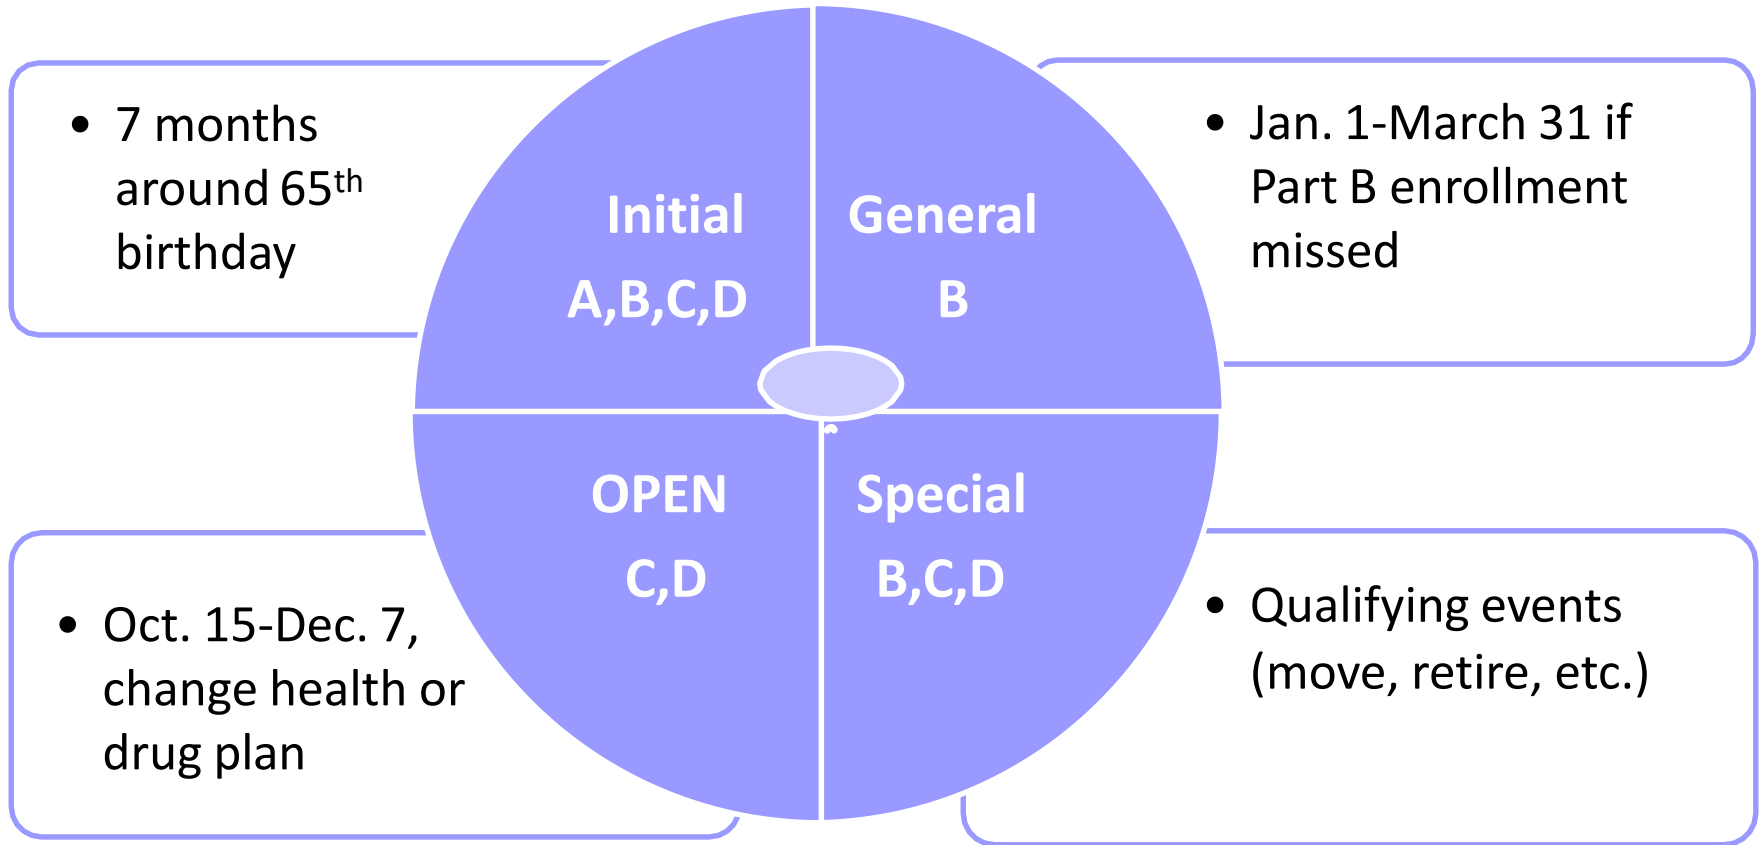 • 7 months
around 65th
birthday
Initial
A,B,C,D
General
B
• Jan. 1-March 31 if
Part B enrollment
missed
• Oct. 15-Dec. 7,
change health or
drug plan
OPEN
C,D
Special
B,C,D
• Qualifying events
(move, retire, etc.)